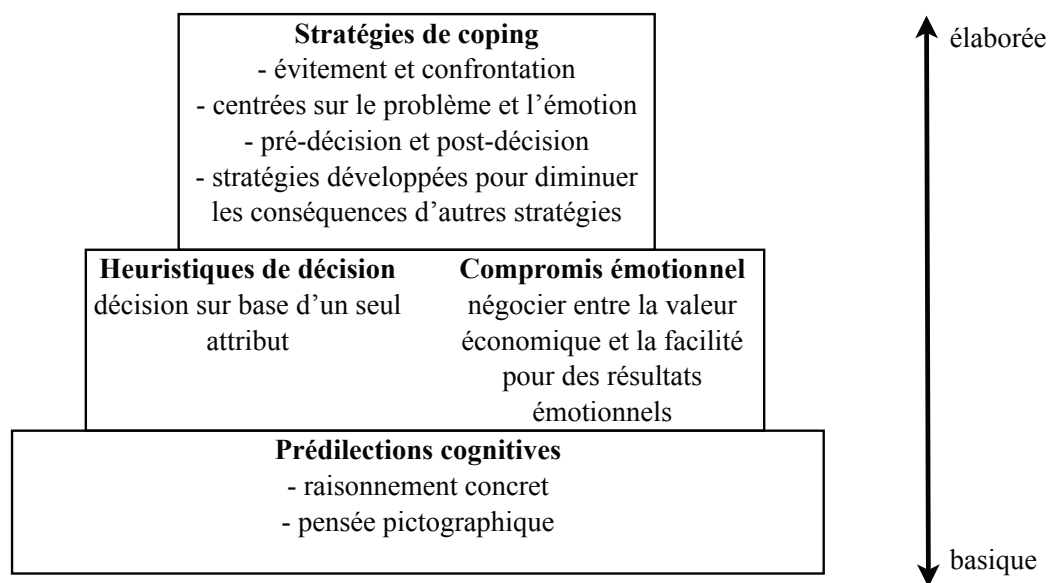 Stratégies de coping
- évitement et confrontation
- centrées sur le problème et l'émotion
- pré-décision et post-décision
- stratégies développées pour diminuer
les conséquences d'autres stratégies
élaborée
Heuristiques de décision
décision sur base d'un seul
attribut
Compromis émotionnel
négocier entre la valeur
économique et la facilité
pour des résultats
émotionnels
Prédilections cognitives
- raisonnement concret
- pensée pictographique
basique